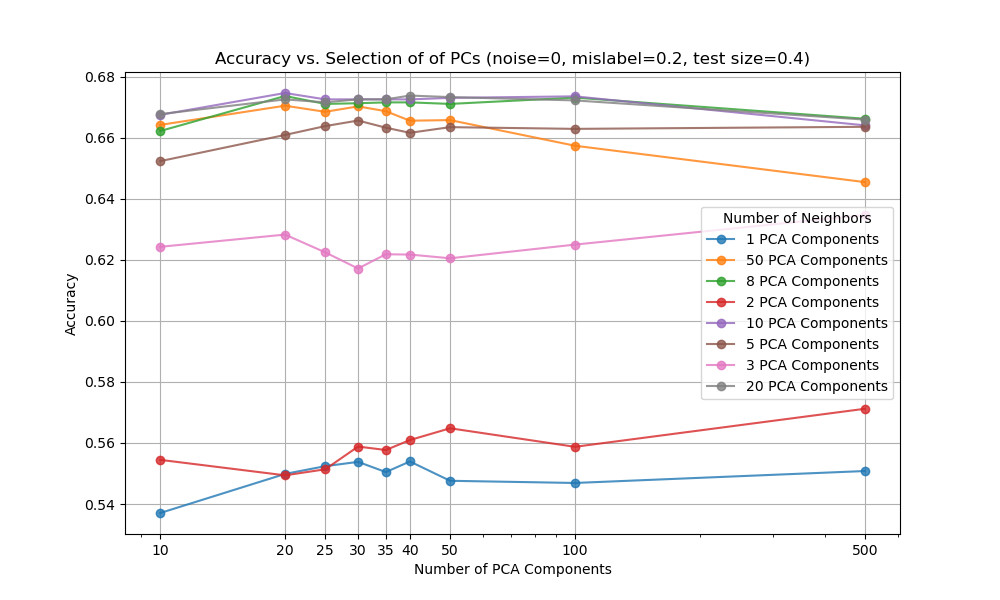 Accuracy vs. Selection of of PCs (noise=0, mislabel=0.2, test size=0.4)
Accuracy
0.68
0.66
0.64
0.62
0.60
0.58
0.56
0.54
Number of Neighbors
1 PCA Components
50 PCA Components
8 PCA Components
2 PCA Components
10 PCA Components
5 PCA Components
3 PCA Components
20 PCA Components
10 20 25 30 35 40 50 100 500
Number of PCA Components